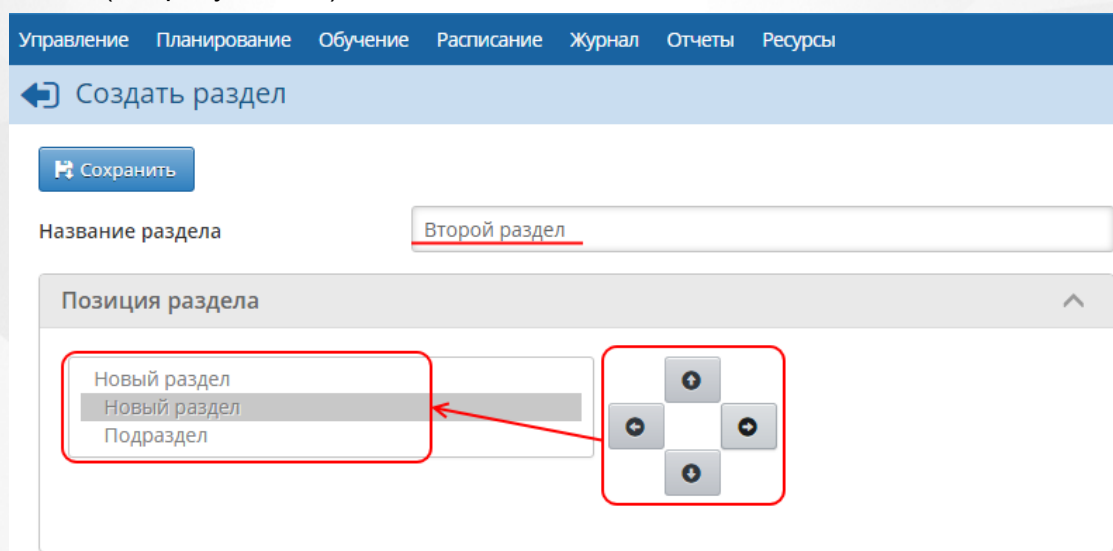 Управление Планирование Обучение Расписание Журнал Отчеты Ресурсы
Создать раздел
Сохранить
Название раздела Второй раздел
Позиция раздела
Новый раздел
Новый раздел
Подраздел